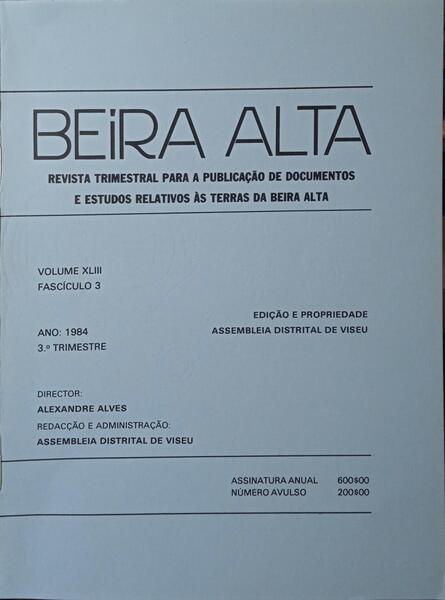 BEiRA ALTA
REVISTA TRIMESTRAL PARA A PUBLICAÇÃO DE DOCUMENTOS
E ESTUDOS RELATIVOS ÀS TERRAS DA BEIRA ALTA
VOLUME XLIII
FASCÍCULO 3
EDIÇÃO E PROPRIEDADE
ASSEMBLEIA DISTRITAL DE VISEU
ANO: 1984
3.º TRIMESTRE
DIRECTOR:
ALEXANDRE ALVES
REDACÇÃO E ADMINISTRAÇÃO:
ASSEMBLEIA DISTRITAL DE VISEU
ASSINATURA ANUAL 600$00
NÚMERO AVULSO 200$00